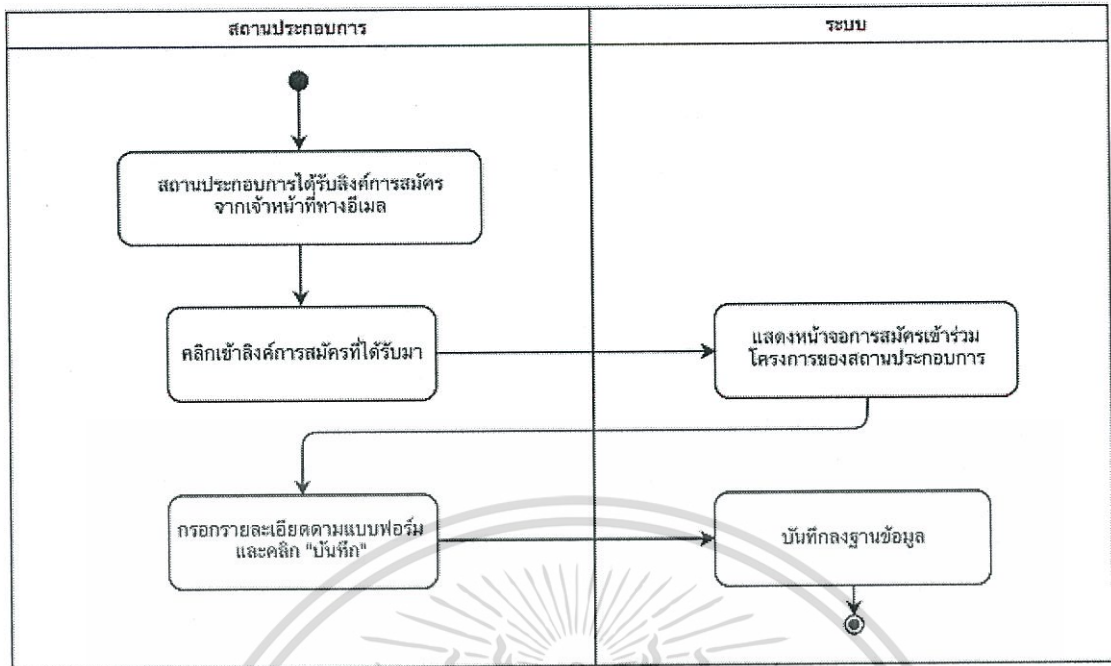 สถานประกอบการ
ระบบ
สถานประกอบการได้รับลิงค์การสมัคร
จากเจ้าหน้าที่ทางอีเมล
คลิกเข้าลิงค์การสมัครที่ได้รับมา
แสดงหน้าจอการสมัครเข้าร่วม
โครงการของสถานประกอบการ
กรอกรายละเอียดตามแบบฟอร์ม
และคลิก "บันทึก"
บันทึกลงฐานข้อมูล